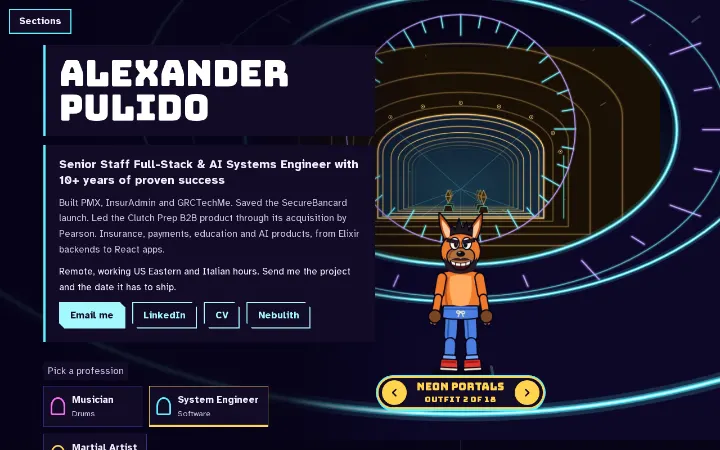 Sections
ALEXANDER
PULIDO
Senior Staff Full-Stack & AI Systems Engineer with
10+ years of proven success
Built PMX, InsurAdmin and GRCTechMe. Saved the SecureBancard
launch. Led the Clutch Prep B2B product through its acquisition by
Pearson. Insurance, payments, education and AI products, from Elixir
backends to React apps.
Remote, working US Eastern and Italian hours. Send me the project
and the date it has to ship.
Email me
LinkedIn
CV
Nebulith
NEON PORTALS
OUTFIT 2 OF 18
Pick a profession
Musician
Drums
System Engineer
Software
Martial Artist